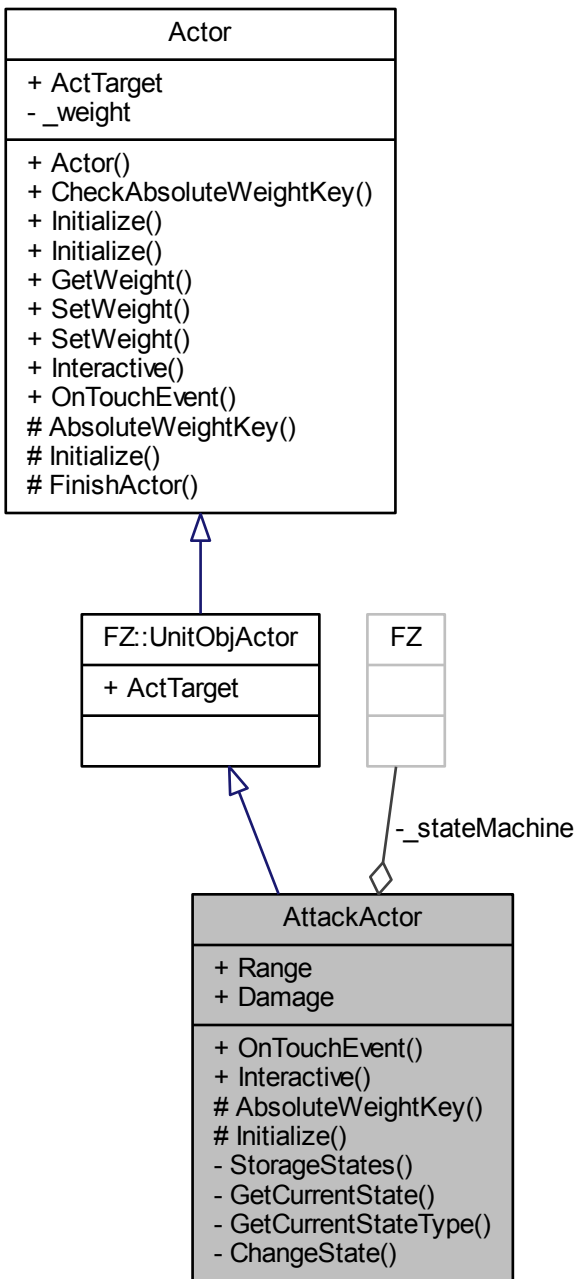 Actor
+ ActTarget
- _weight
+ Actor()
+ CheckAbsoluteWeightKey()
+ Initialize()
+ Initialize()
+ GetWeight()
+ SetWeight()
+ SetWeight()
+ Interactive()
+ OnTouchEvent()
# AbsoluteWeightKey()
# Initialize()
# FinishActor()
FZ::UnitObjActor
+ ActTarget
FZ
-_stateMachine
AttackActor
+ Range
+ Damage
+ OnTouchEvent()
+ Interactive()
# AbsoluteWeightKey()
# Initialize()
- StorageStates()
- GetCurrentState()
- GetCurrentStateType()
- ChangeState()